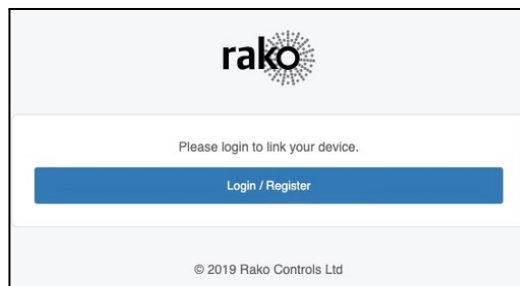 rako
Please login to link your device.
Login / Register
© 2019 Rako Controls Ltd